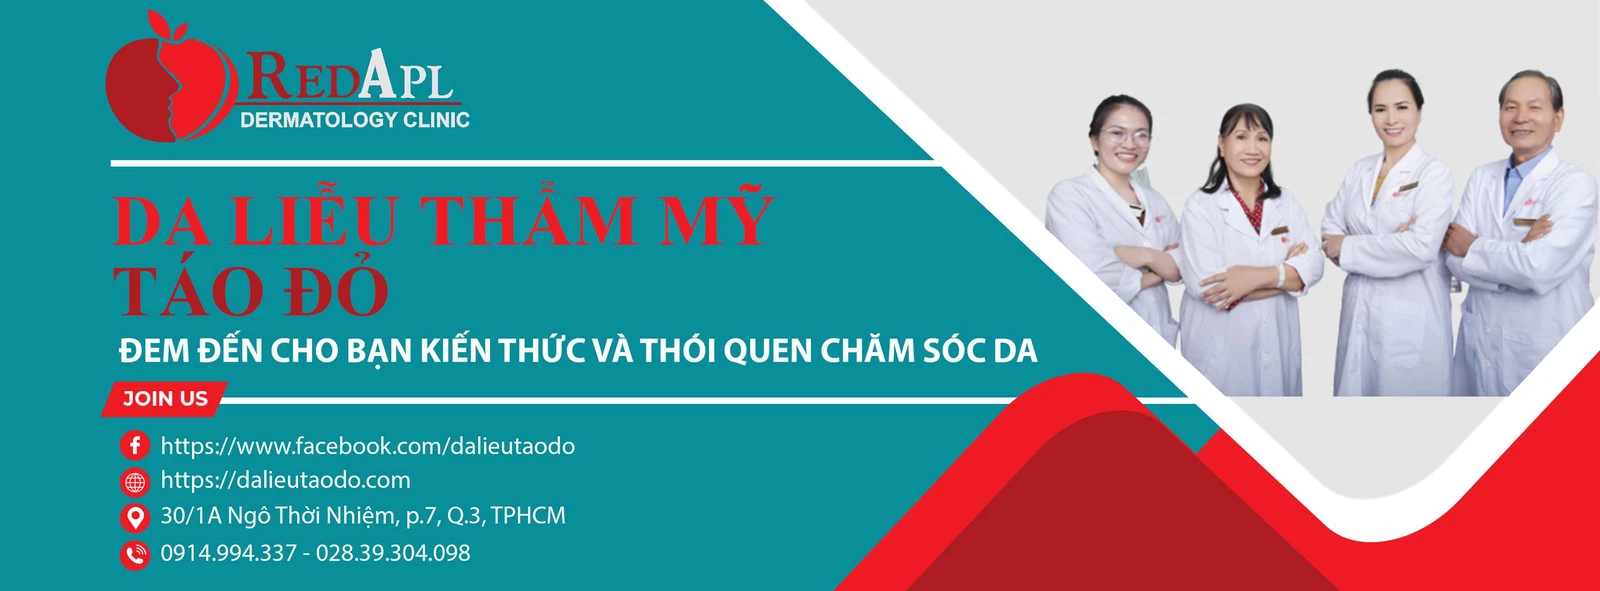 REDAPL
DERMATOLOGY CLINIC
DA LIỄU THẨM MỸ
TÁO ĐỎ
ĐEM ĐẾN CHO BẠN KIẾN THỨC VÀ THÓI QUEN CHĂM SÓC DA
JOIN US
https://www.facebook.com/dalieutaodo
https://dalieutaodo.com
30/1A Ngô Thời Nhiệm, p.7, Q.3, TPHCM
0914.994.337 - 028.39.304.098